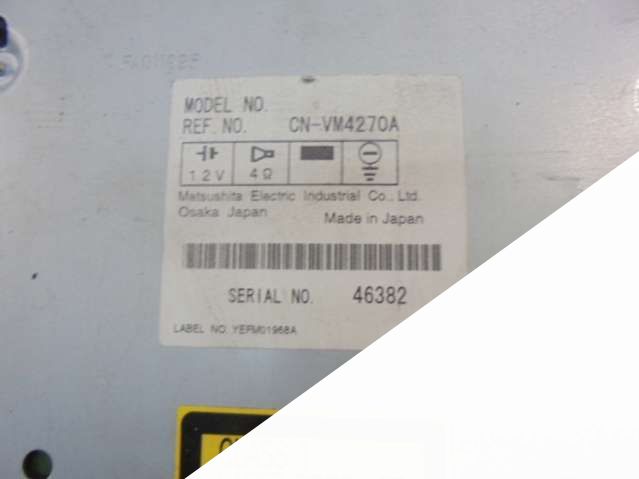 MODEL NO.
REF. NO. CN-VM4270A
12V 4Ω
Matsushita Electric Industrial Co., Ltd.
Osaka Japan Made in Japan
SERIAL NO. 46382
LABEL NO. YEFM01968A